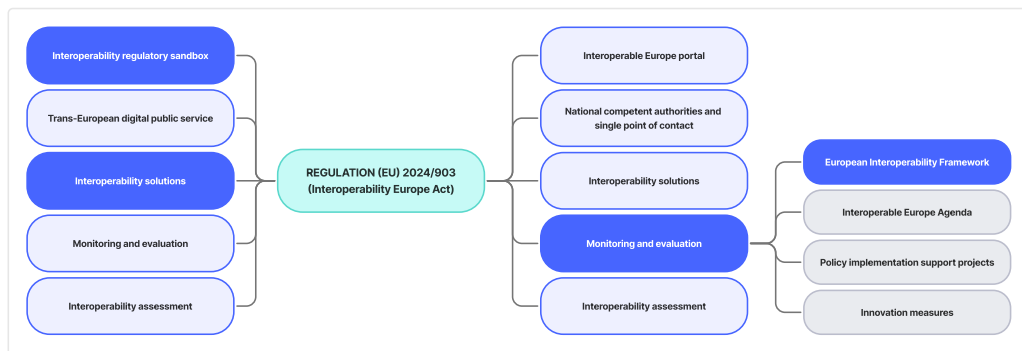 Interoperability regulatory sandbox
Trans-European digital public service
Interoperability solutions
Monitoring and evaluation
Interoperability assessment
REGULATION (EU) 2024/903
(Interoperability Europe Act)
Interoperable Europe portal
National competent authorities and
single point of contact
Interoperability solutions
Monitoring and evaluation
Interoperability assessment
European Interoperability Framework
Interoperable Europe Agenda
Policy implementation support projects
Innovation measures